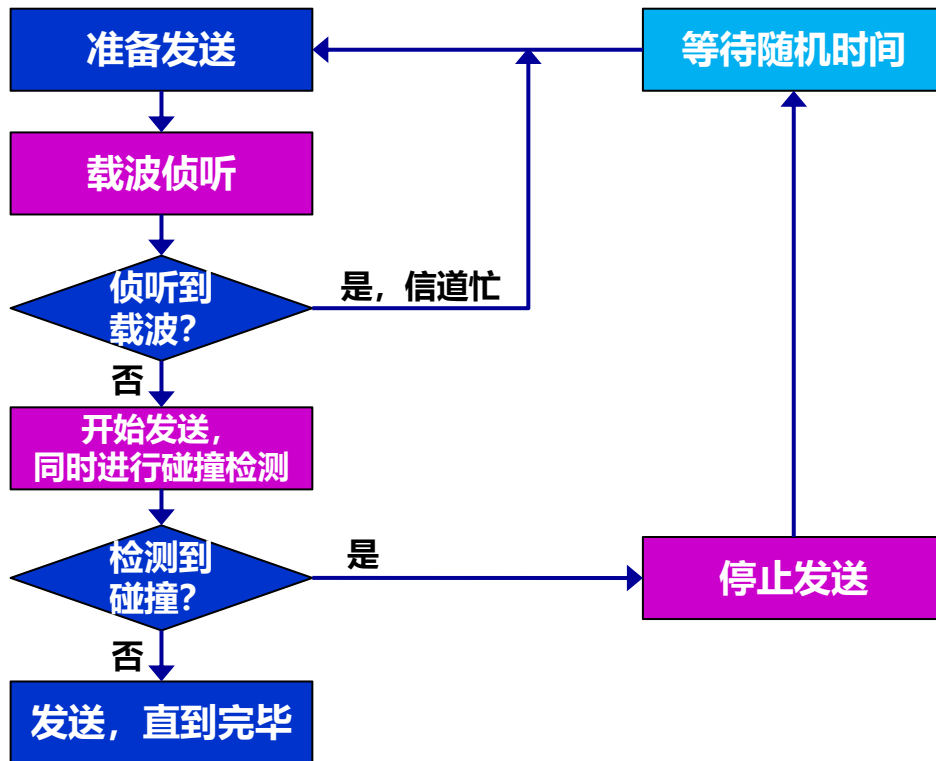 准备发送
等待随机时间
载波侦听
侦听到
载波？
是，信道忙
否
开始发送，
同时进行碰撞检测
检测到
碰撞？
是
停止发送
否
发送，直到完毕